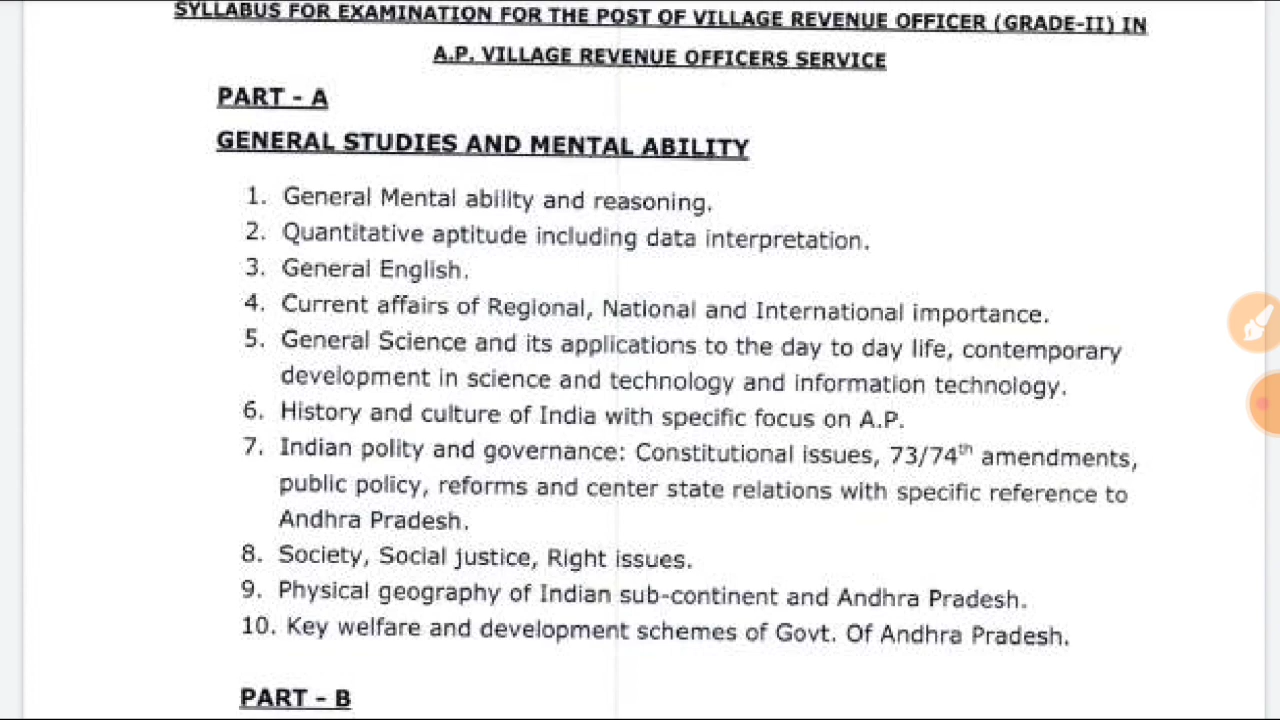 SYLLABUS FOR EXAMINATION FOR THE POST OF VILLAGE REVENUE OFFICER (GRADE-II) IN
A.P. VILLAGE REVENUE OFFICERS SERVICE
PART - A
GENERAL STUDIES AND MENTAL ABILITY
1. General Mental ability and reasoning.
2. Quantitative aptitude including data interpretation.
3. General English.
4. Current affairs of Regional, National and International importance.
5. General Science and its applications to the day to day life, contemporary
development in science and technology and information technology.
6. History and culture of India with specific focus on A.P.
7. Indian polity and governance: Constitutional issues, 73/74th amendments,
public policy, reforms and center state relations with specific reference to
Andhra Pradesh.
8. Society, Social justice, Right issues.
9. Physical geography of Indian sub-continent and Andhra Pradesh.
10. Key welfare and development schemes of Govt. Of Andhra Pradesh.
PART - B